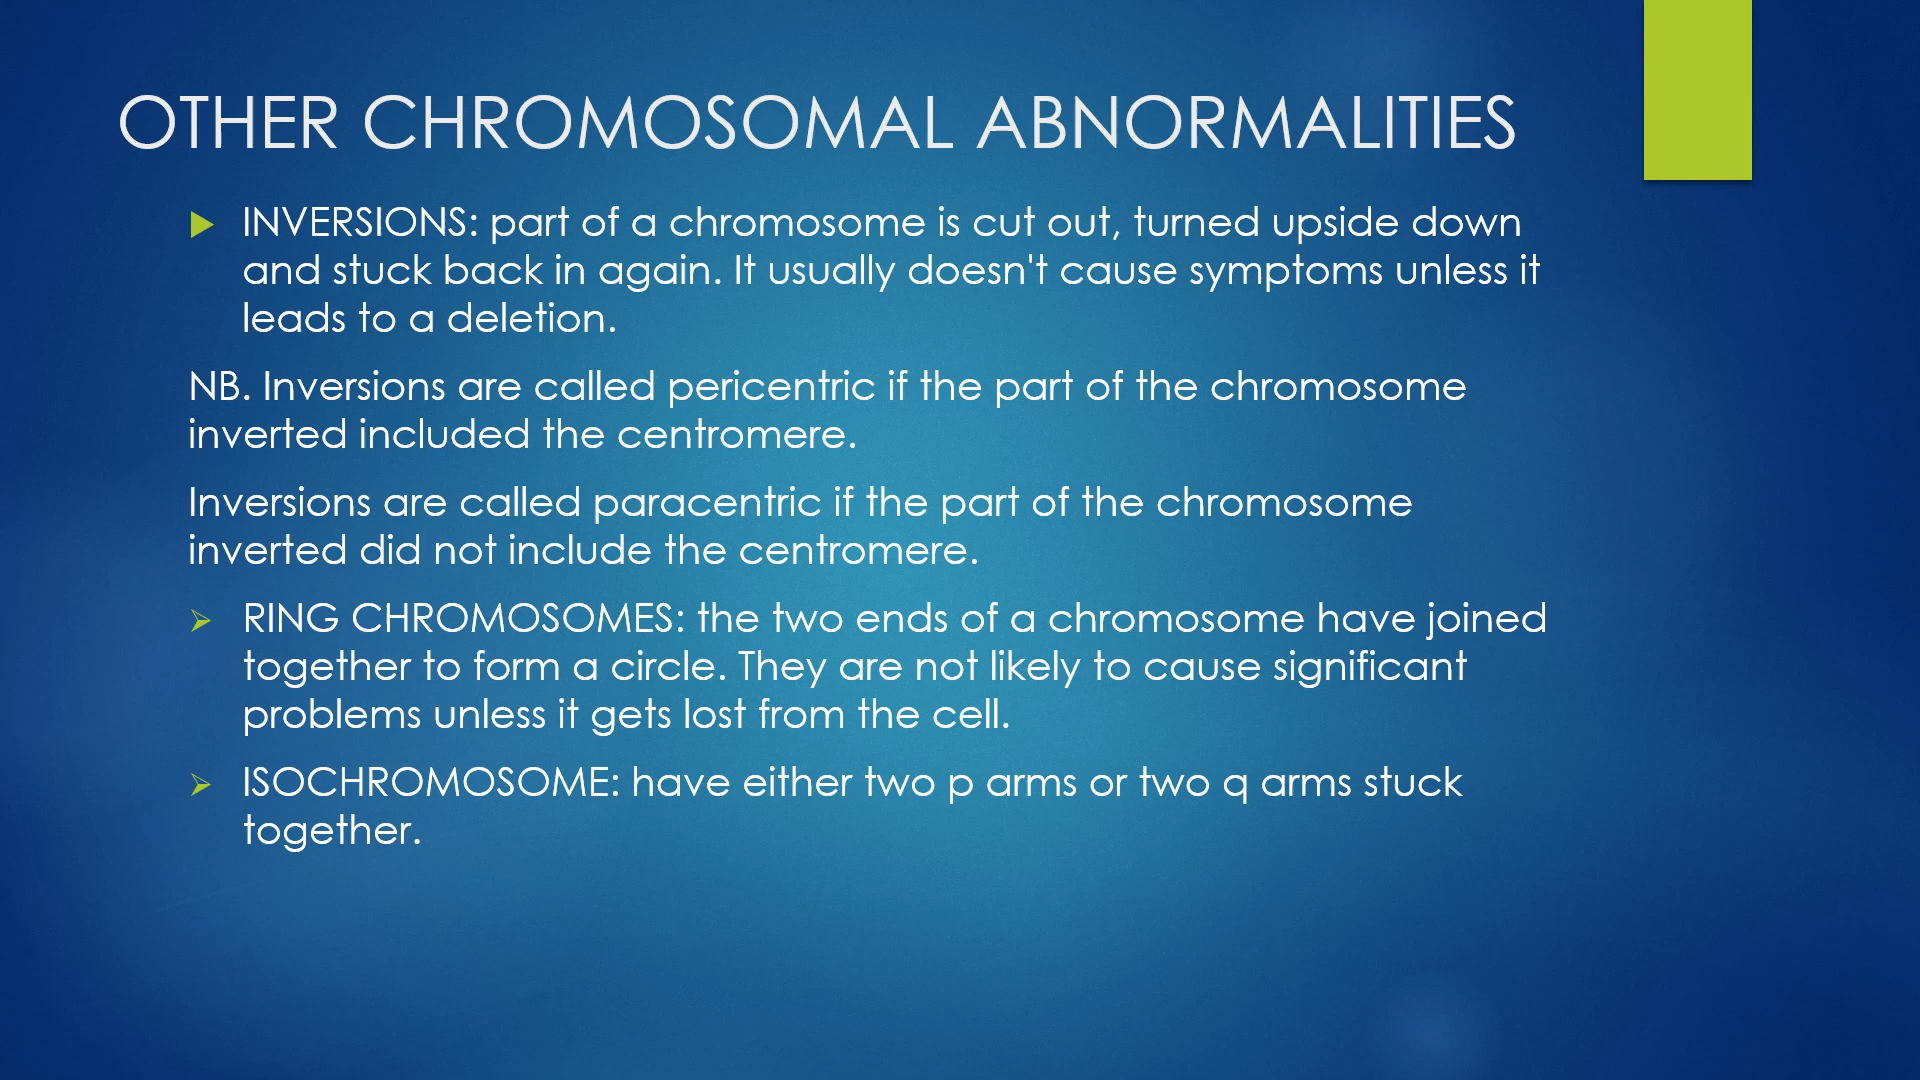 OTHER CHROMOSOMAL ABNORMALITIES
INVERSIONS: part of a chromosome is cut out, turned upside down
and stuck back in again. It usually doesn't cause symptoms unless it
leads to a deletion.
NB. Inversions are called pericentric if the part of the chromosome
inverted included the centromere.
Inversions are called paracentric if the part of the chromosome
inverted did not include the centromere.
RING CHROMOSOMES: the two ends of a chromosome have joined
together to form a circle. They are not likely to cause significant
problems unless it gets lost from the cell.
ISOCHROMOSOME: have either two p arms or two q arms stuck
together.